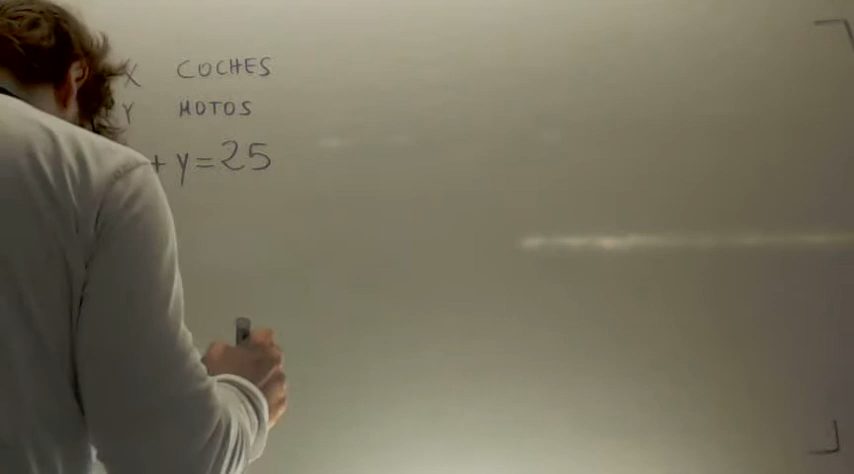 X COCHES
Y MOTOS
+ y = 25